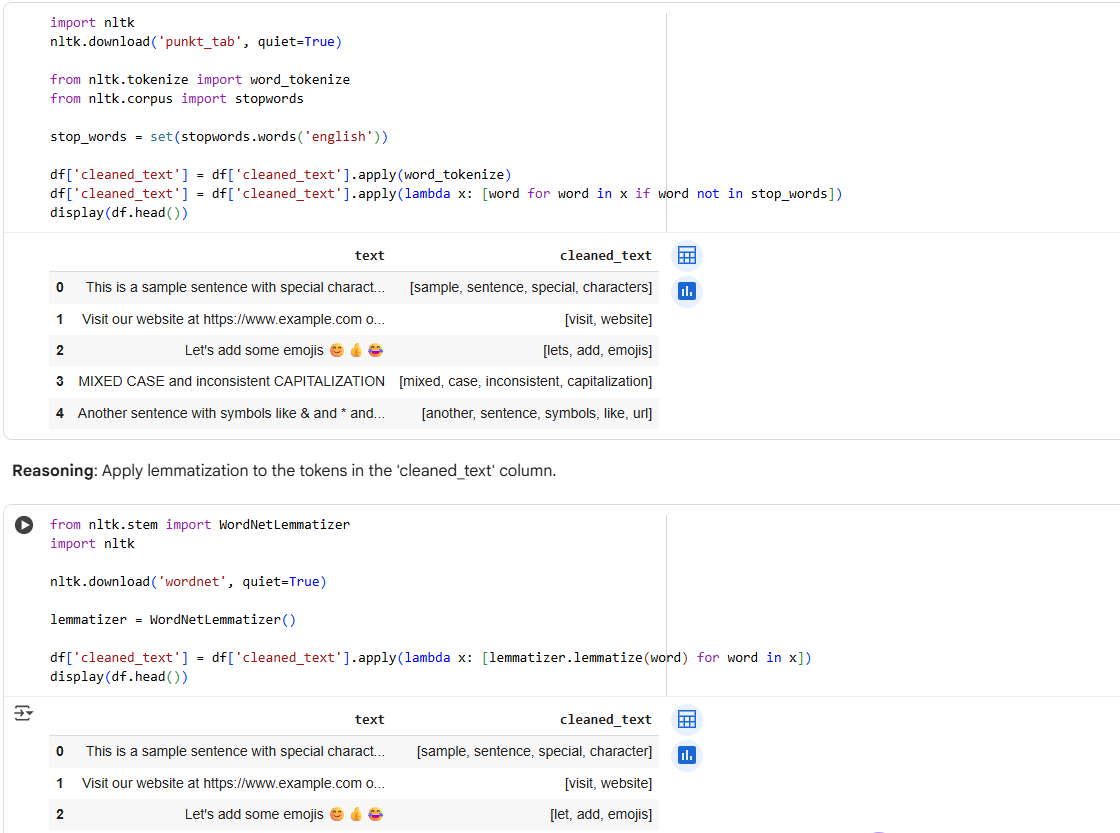 import nltk
nltk.download('punkt_tab', quiet=True)
from nltk.tokenize import word_tokenize
from nltk.corpus import stopwords
stop_words = set(stopwords.words('english'))
df['cleaned_text'] = df['cleaned_text'].apply(word_tokenize)
df['cleaned_text'] = df['cleaned_text'].apply(lambda x: [word for word in x if word not in stop_words])
display(df.head())
text cleaned_text
0 This is a sample sentence with special charact... [sample, sentence, special, characters]
1 Visit our website at https://www.example.com o... [visit, website]
2 Let's add some emojis 😊 👍 😂 [lets, add, emojis]
3 MIXED CASE and inconsistent CAPITALIZATION [mixed, case, inconsistent, capitalization]
4 Another sentence with symbols like & and * and... [another, sentence, symbols, like, url]
Reasoning: Apply lemmatization to the tokens in the 'cleaned_text' column.
from nltk.stem import WordNetLemmatizer
import nltk
nltk.download('wordnet', quiet=True)
lemmatizer = WordNetLemmatizer()
df['cleaned_text'] = df['cleaned_text'].apply(lambda x: [lemmatizer.lemmatize(word) for word in x])
display(df.head())
text cleaned_text
0 This is a sample sentence with special charact... [sample, sentence, special, character]
1 Visit our website at https://www.example.com o... [visit, website]
2 Let's add some emojis 😊 👍 😂 [let, add, emojis]